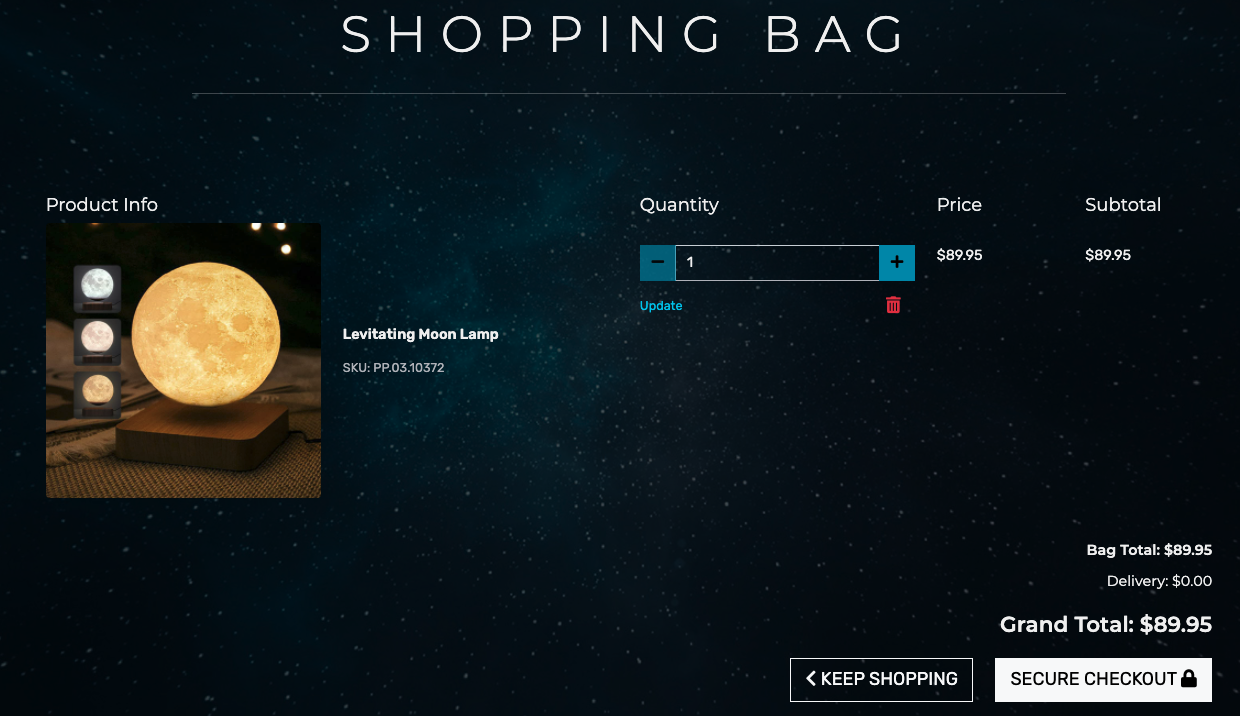 SHOPPING BAG
Product Info
Quantity
Price
Subtotal
1
$89.95
$89.95
Update
Levitating Moon Lamp
SKU: PP.03.10372
Bag Total: $89.95
Delivery: $0.00
Grand Total: $89.95
KEEP SHOPPING
SECURE CHECKOUT